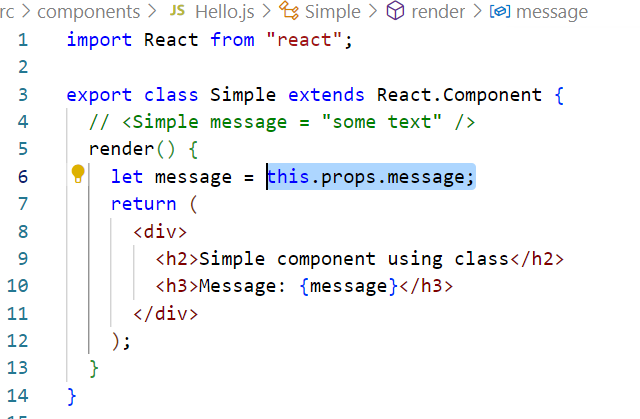 rc > components > JS Hello.js > Simple > render > message
1 import React from "react";
2
3 export class Simple extends React.Component {
4 // <Simple message = "some text" />
5 render() {
6 let message = this.props.message;
7 return (
8 <div>
9 <h2>Simple component using class</h2>
10 <h3>Message: {message}</h3>
11 </div>
12 );
13 }
14 }